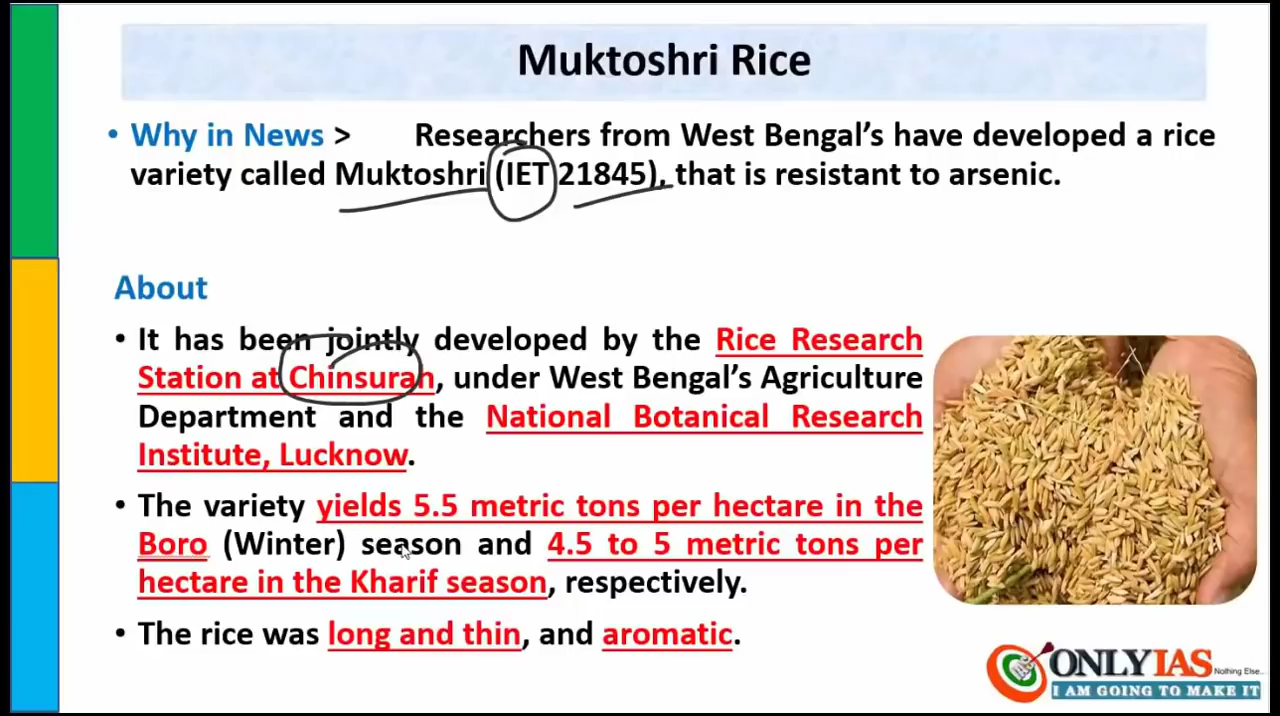 Muktoshri Rice
• Why in News > Researchers from West Bengal's have developed a rice
variety called Muktoshri (IET 21845), that is resistant to arsenic.
About
• It has been jointly developed by the Rice Research
Station at Chinsurah, under West Bengal's Agriculture
Department and the National Botanical Research
Institute, Lucknow.
• The variety yields 5.5 metric tons per hectare in the
Boro (Winter) season and 4.5 to 5 metric tons per
hectare in the Kharif season, respectively.
• The rice was long and thin, and aromatic.
ONLYIAS Nothing Else..
I AM GOING TO MAKE IT